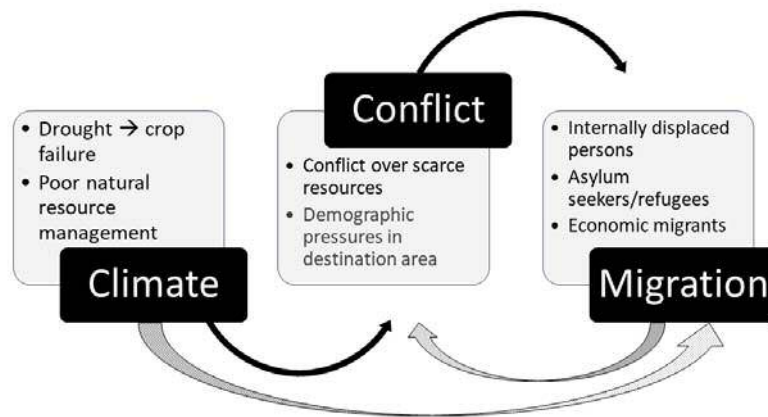 • Drought → crop
failure
• Poor natural
resource
management
Climate
Conflict
• Conflict over scarce
resources
• Demographic
pressures in
destination area
• Internally displaced
persons
• Asylum
seekers/refugees
• Economic migrants
Migration